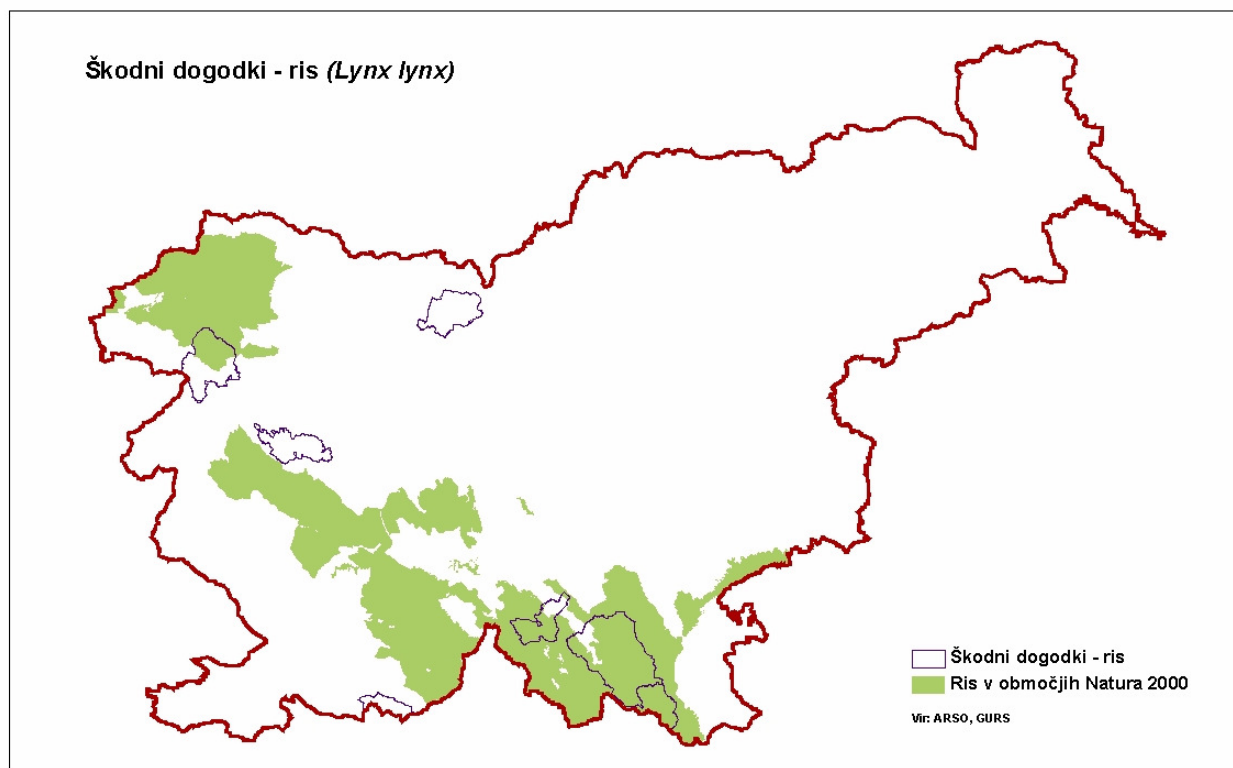 Škodni dogodki - ris (Lynx lynx)
Škodni dogodki - ris
Ris v območjih Natura 2000
Vir: ARSO, GURS